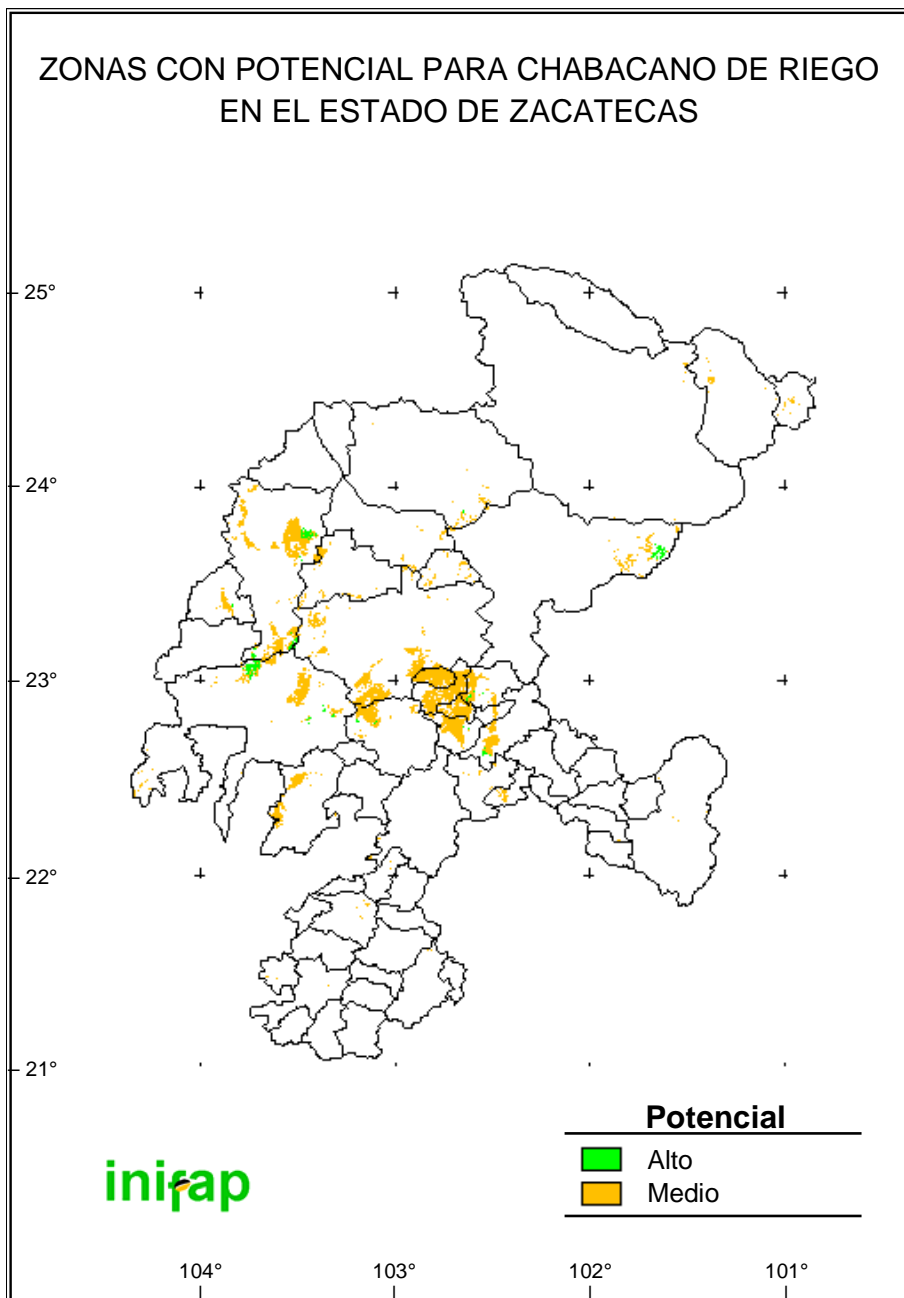 ZONAS CON POTENCIAL PARA CHABACANO DE RIEGO
EN EL ESTADO DE ZACATECAS
25°
24°
23°
22°
21°
Potencial
Alto
Medio
inifap
104°
103°
102°
101°